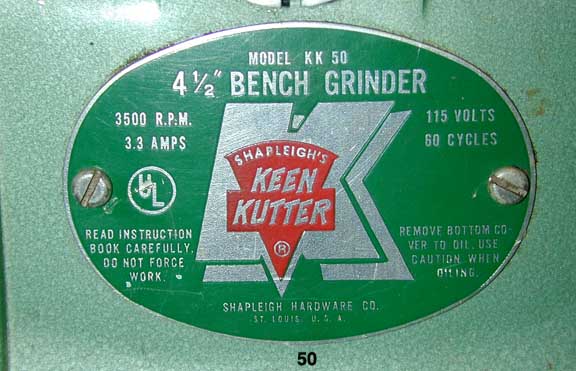 MODEL KK 50
4 1/2" BENCH GRINDER
3500 R.P.M.
3.3 AMPS
115 VOLTS
60 CYCLES
UL
SHAPLEIGH'S
KEEN
KUTTER
®
K
READ INSTRUCTION
BOOK CAREFULLY.
DO NOT FORCE
WORK.
REMOVE BOTTOM CO-
VER TO OIL. USE
CAUTION WHEN
OILING.
SHAPLEIGH HARDWARE CO.
ST. LOUIS, U. S. A.
50